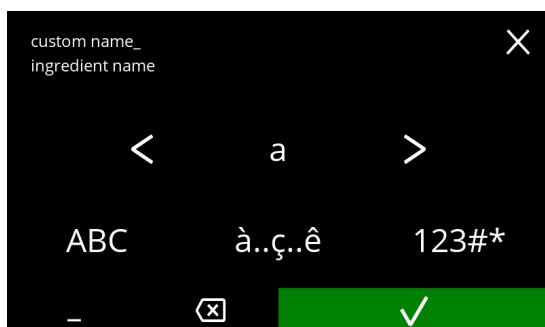 custom name_
ingredient name
< a >
ABC à..ç..ê 123#*
_